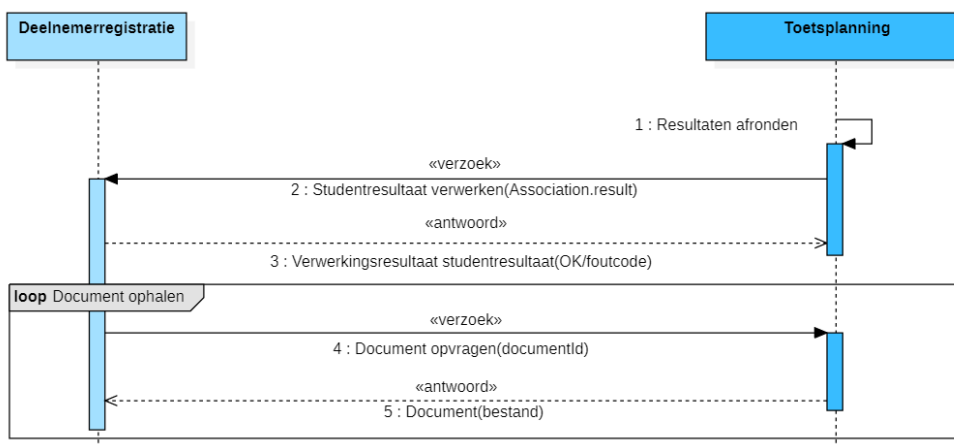 Deelnemerregistratie
Toetsplanning
1 : Resultaten afronden
«verzoek»
2 : Studentresultaat verwerken(Association.result)
«antwoord»
3 : Verwerkingsresultaat studentresultaat(OK/foutcode)
loop Document ophalen
«verzoek»
4 : Document opvragen(documentId)
«antwoord»
5 : Document(bestand)